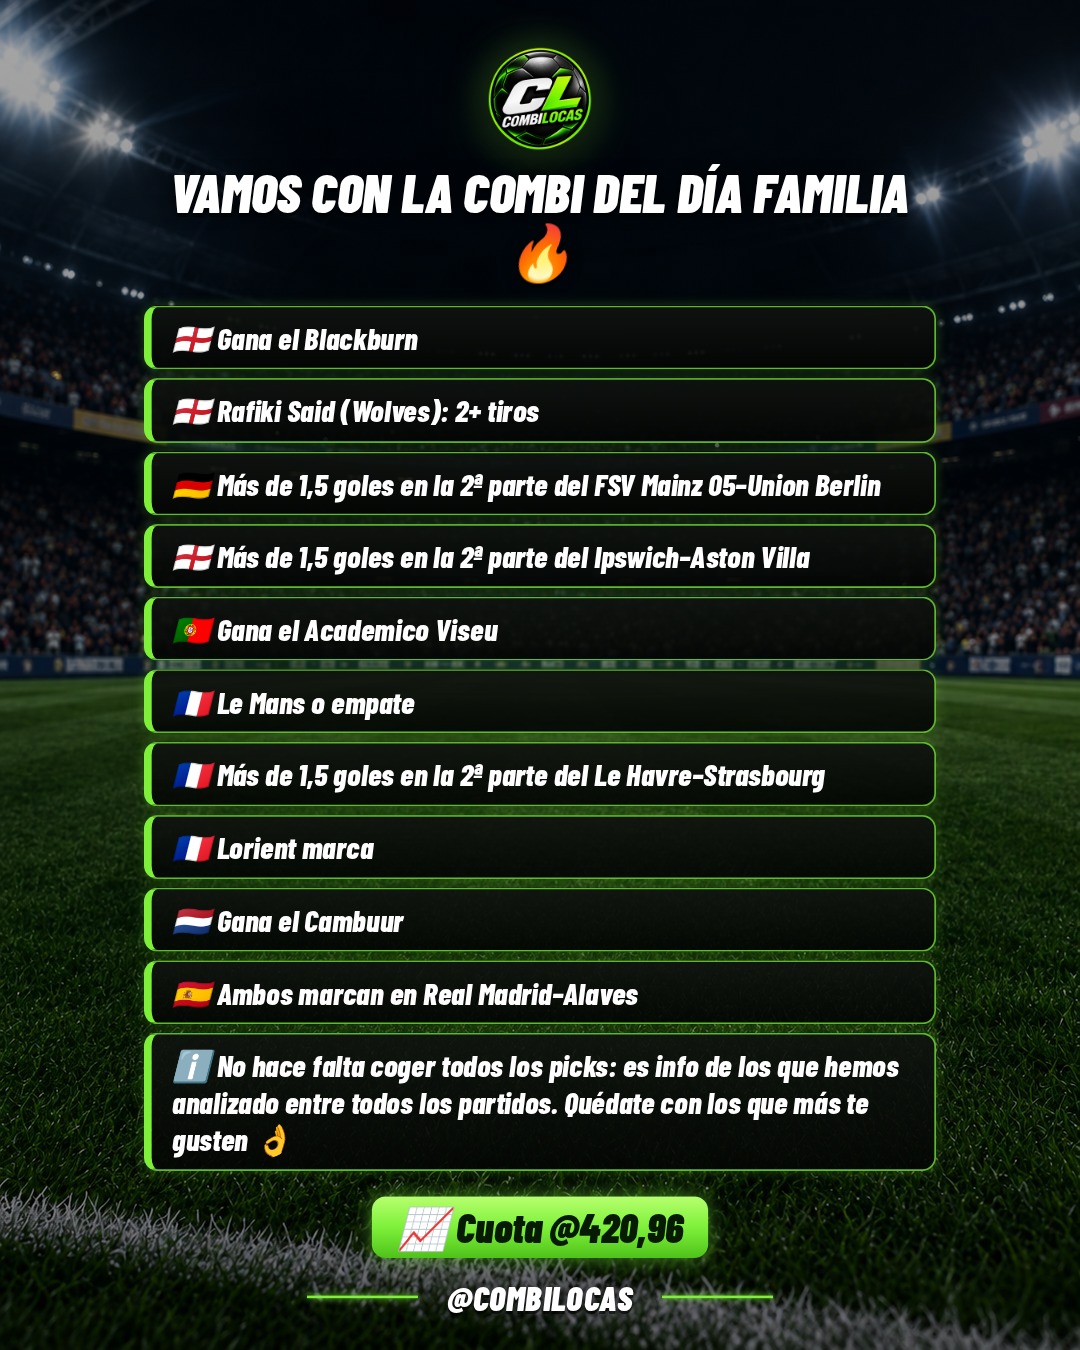 CL
COMBILOCAS
VAMOS CON LA COMBI DEL DÍA FAMILIA
🔥
🏴󠁧󠁢󠁥󠁮󠁧󠁿 Gana el Blackburn
🏴󠁧󠁢󠁥󠁮󠁧󠁿 Rafiki Said (Wolves): 2+ tiros
🇩🇪 Más de 1,5 goles en la 2ª parte del FSV Mainz 05-Union Berlin
🏴󠁧󠁢󠁥󠁮󠁧󠁿 Más de 1,5 goles en la 2ª parte del Ipswich-Aston Villa
🇵🇹 Gana el Academico Viseu
🇫🇷 Le Mans o empate
🇫🇷 Más de 1,5 goles en la 2ª parte del Le Havre-Strasbourg
🇫🇷 Lorient marca
🇳🇱 Gana el Cambuur
🇪🇸 Ambos marcan en Real Madrid-Alaves
ℹ️ No hace falta coger todos los picks: es info de los que hemos
analizado entre todos los partidos. Quédate con los que más te
gusten 👌
📈 Cuota @420,96
@COMBILOCAS